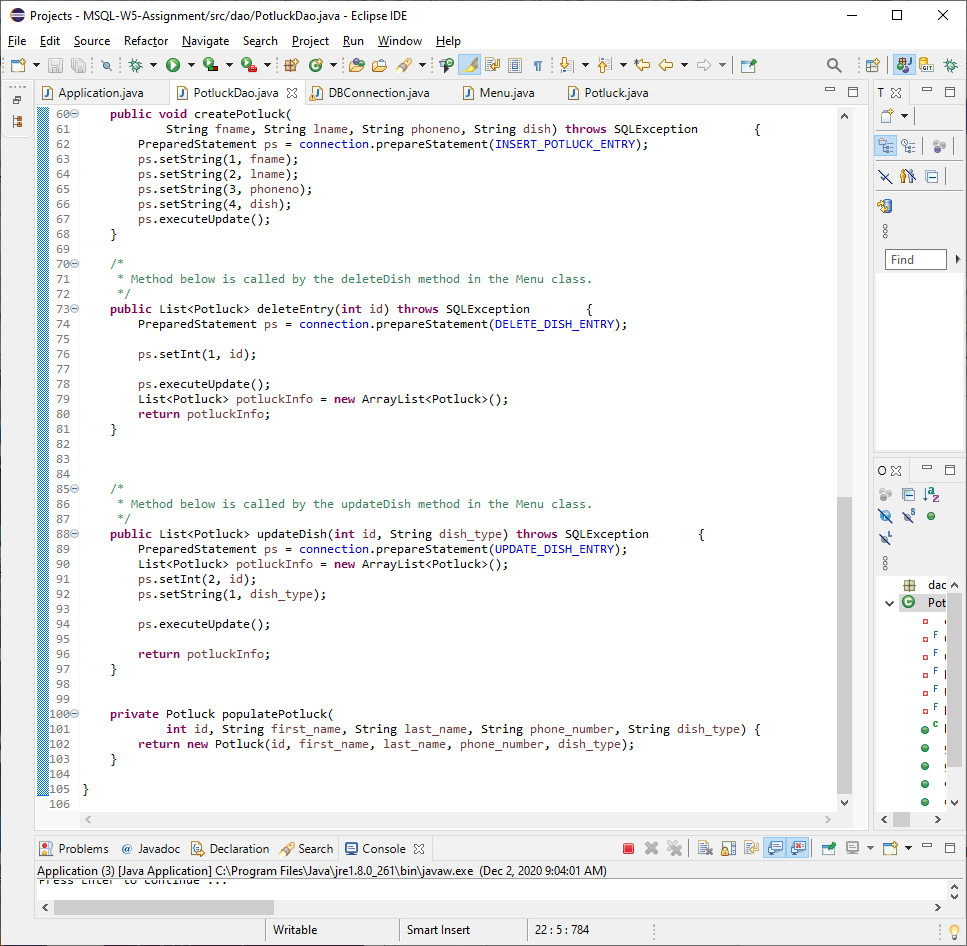 Projects - MSQL-W5-Assignment/src/dao/PotluckDao.java - Eclipse IDE
File Edit Source Refactor Navigate Search Project Run Window Help
Application.java PotluckDao.java DBConnection.java Menu.java Potluck.java T
60 public void createPotluck(
61 String fname, String lname, String phoneno, String dish) throws SQLException {
62 PreparedStatement ps = connection.prepareStatement(INSERT_POTLUCK_ENTRY);
63 ps.setString(1, fname);
64 ps.setString(2, lname);
65 ps.setString(3, phoneno);
66 ps.setString(4, dish);
67 ps.executeUpdate();
68 }
69
70 /*
71 * Method below is called by the deleteDish method in the Menu class.
72 */
73 public List<Potluck> deleteEntry(int id) throws SQLException {
74 PreparedStatement ps = connection.prepareStatement(DELETE_DISH_ENTRY);
75
76 ps.setInt(1, id);
77
78 ps.executeUpdate();
79 List<Potluck> potluckInfo = new ArrayList<Potluck>();
80 return potluckInfo;
81 }
82
83
84
85 /*
86 * Method below is called by the updateDish method in the Menu class.
87 */
88 public List<Potluck> updateDish(int id, String dish_type) throws SQLException {
89 PreparedStatement ps = connection.prepareStatement(UPDATE_DISH_ENTRY);
90 List<Potluck> potluckInfo = new ArrayList<Potluck>();
91 ps.setInt(2, id);
92 ps.setString(1, dish_type);
93
94 ps.executeUpdate();
95
96 return potluckInfo;
97 }
98
99
100 private Potluck populatePotluck(
101 int id, String first_name, String last_name, String phone_number, String dish_type) {
102 return new Potluck(id, first_name, last_name, phone_number, dish_type);
103 }
104
105 }
106
Find
O
dao
Pot
Problems @ Javadoc Declaration Search Console
Application (3) [Java Application] C:\Program Files\Java\jre1.8.0_261\bin\javaw.exe (Dec 2, 2020 9:04:01 AM)
Press Enter to continue ...
Writable Smart Insert 22 : 5 : 784